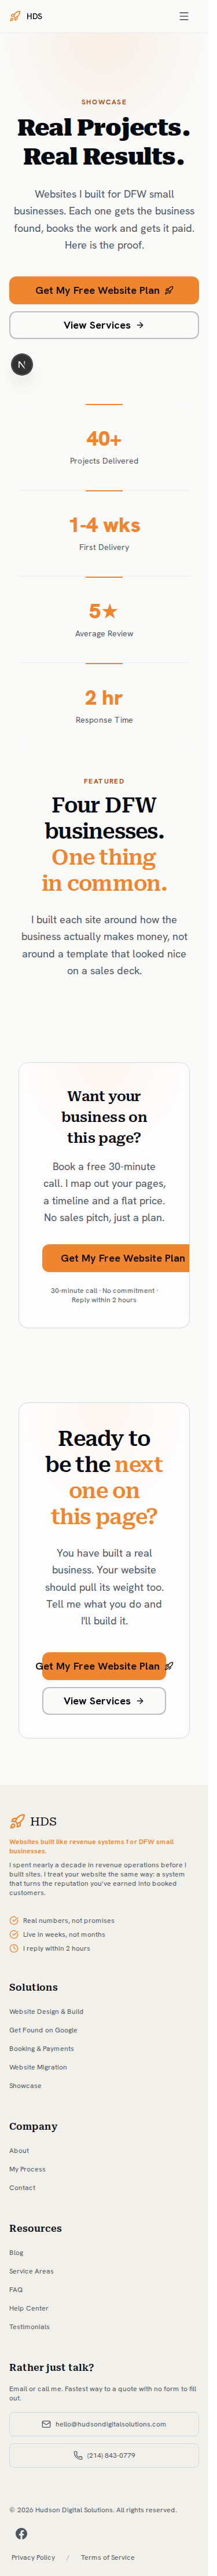 HDS
SHOWCASE
Real Projects.
Real Results.
Websites I built for DFW small
businesses. Each one gets the business
found, books the work and gets it paid.
Here is the proof.
Get My Free Website Plan
View Services →
N
40+
Projects Delivered
1-4 wks
First Delivery
5★
Average Review
2 hr
Response Time
FEATURED
Four DFW
businesses.
One thing
in common.
I built each site around how the
business actually makes money, not
around a template that looked nice
on a sales deck.
Want your
business on
this page?
Book a free 30-minute
call. I map out your pages,
a timeline and a flat price.
No sales pitch, just a plan.
Get My Free Website Plan
30-minute call · No commitment ·
Reply within 2 hours
Ready to
be the next
one on
this page?
You have built a real
business. Your website
should pull its weight too.
Tell me what you do and
I'll build it.
Get My Free Website Plan
View Services →
HDS
Websites built like revenue systems for DFW small
businesses.
I spent nearly a decade in revenue operations before I
built sites. I treat your website the same way: a system
that turns the reputation you've earned into booked
customers.
Real numbers, not promises
Live in weeks, not months
I reply within 2 hours
Solutions
Website Design & Build
Get Found on Google
Booking & Payments
Website Migration
Showcase
Company
About
My Process
Contact
Resources
Blog
Service Areas
FAQ
Help Center
Testimonials
Rather just talk?
Email or call me. Fastest way to a quote with no form to fill
out.
hello@hudsondigitalsolutions.com
(214) 843-0779
© 2026 Hudson Digital Solutions. All rights reserved.
Privacy Policy / Terms of Service